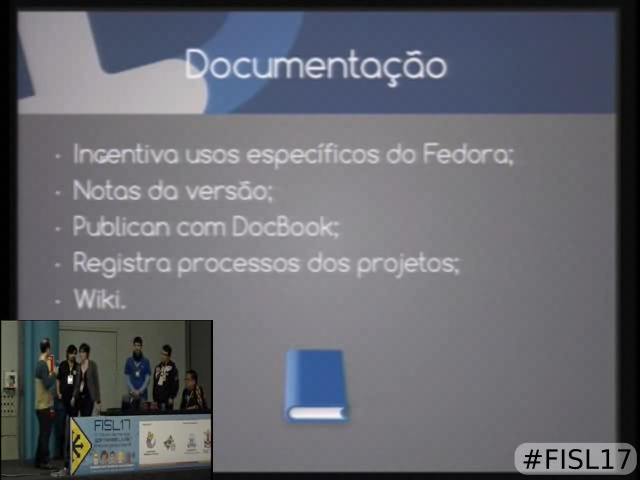 Documentação
- Incentiva usos específicos do Fedora;
- Notas da versão;
- Publican com DocBook;
- Registra processos dos projetos;
- Wiki.
FISL17
#FISL17